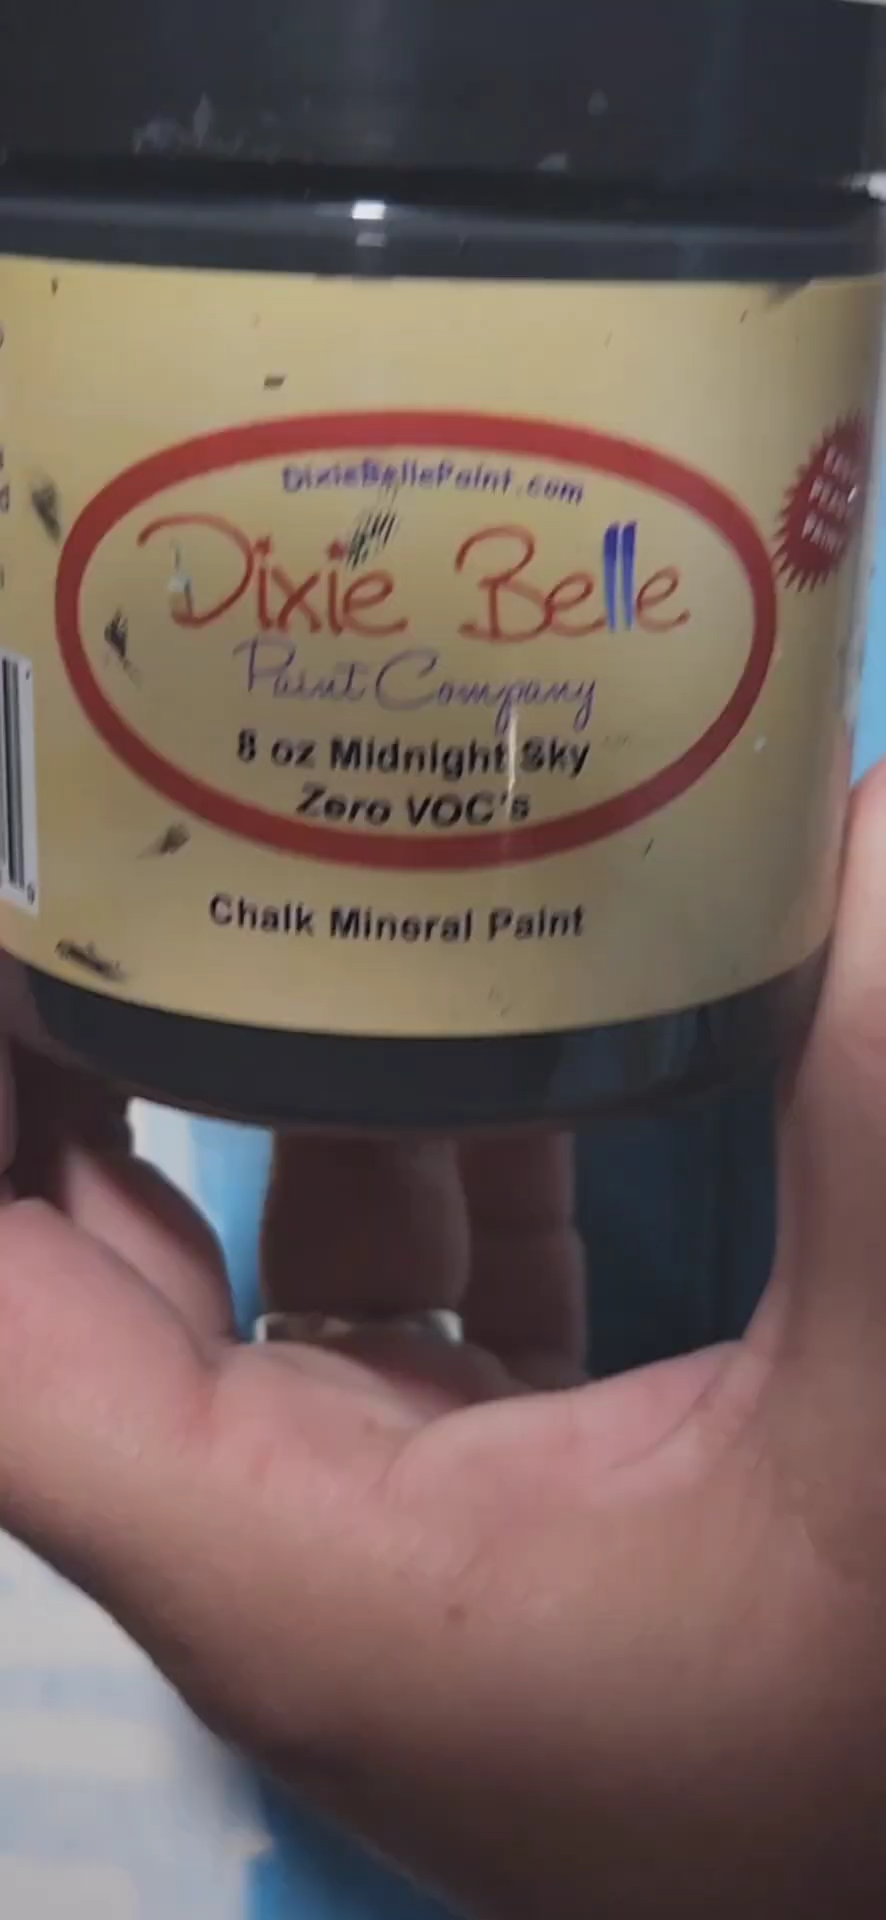 DixieBellePaint.com
Dixie Belle
Paint Company
8 oz Midnight Sky
Zero VOC's
Chalk Mineral Paint